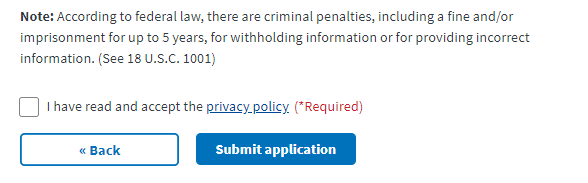 Note: According to federal law, there are criminal penalties, including a fine and/or
imprisonment for up to 5 years, for withholding information or for providing incorrect
information. (See 18 U.S.C. 1001)
I have read and accept the privacy policy (*Required)
« Back
Submit application